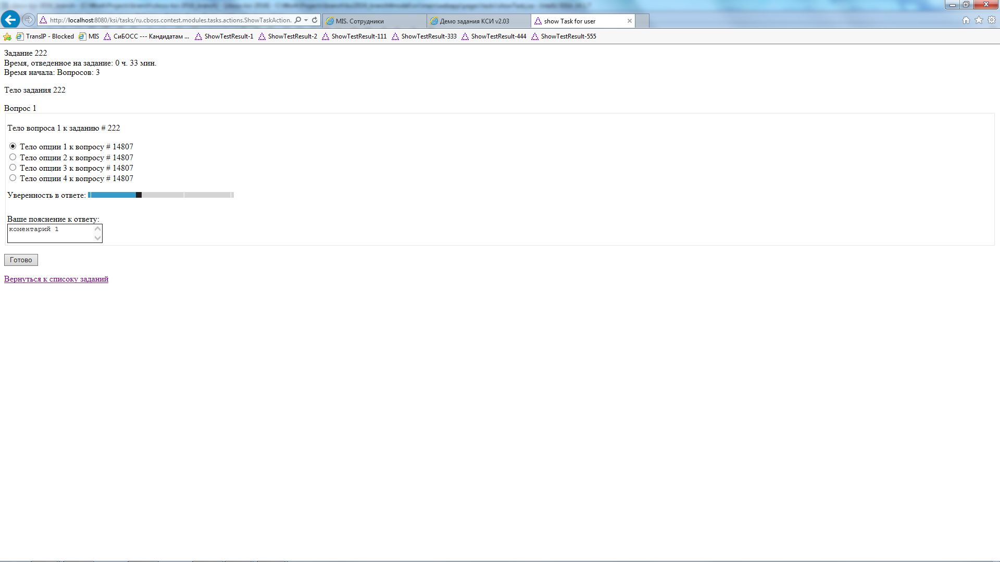 http://localhost:8080/ksi/tasks/ru.cboss.contest.modules.tasks.actions.ShowTaskAction.
MIS. Сотрудники
Демо задания КСИ v2.03
show Task for user
TransIP - Blocked
MIS
СиБОСС --- Кандидатам ...
ShowTestResult-1
ShowTestResult-2
ShowTestResult-111
ShowTestResult-333
ShowTestResult-444
ShowTestResult-555
Задание 222
Время, отведенное на задание: 0 ч. 33 мин.
Время начала: Вопросов: 3
Тело задания 222
Вопрос 1
Тело вопроса 1 к заданию # 222
Тело опции 1 к вопросу # 14807
Тело опции 2 к вопросу # 14807
Тело опции 3 к вопросу # 14807
Тело опции 4 к вопросу # 14807
Уверенность в ответе:
Ваше пояснение к ответу:
коментарий 1
Готово
Вернуться к списоку заданий